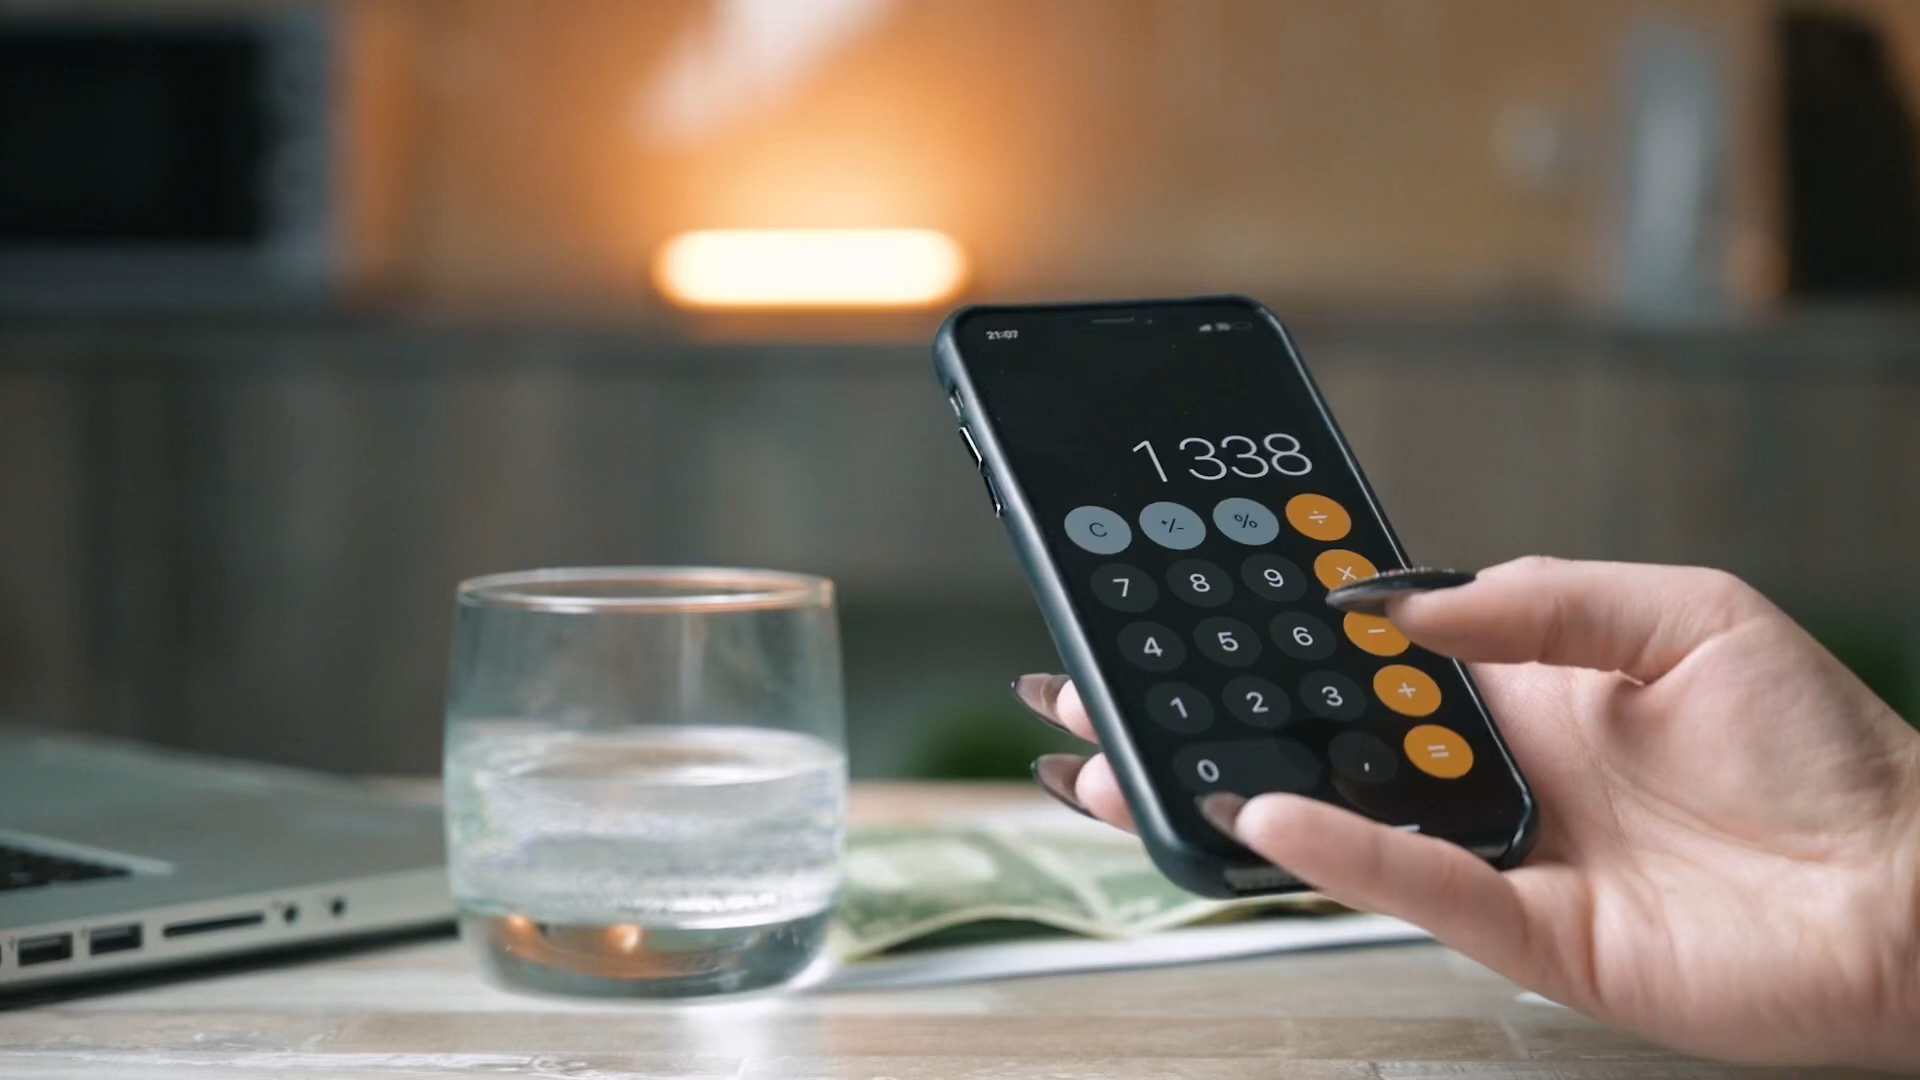 21:07
1 338
C +/- % ÷
7 8 9 ×
4 5 6 −
1 2 3 +
0 , =